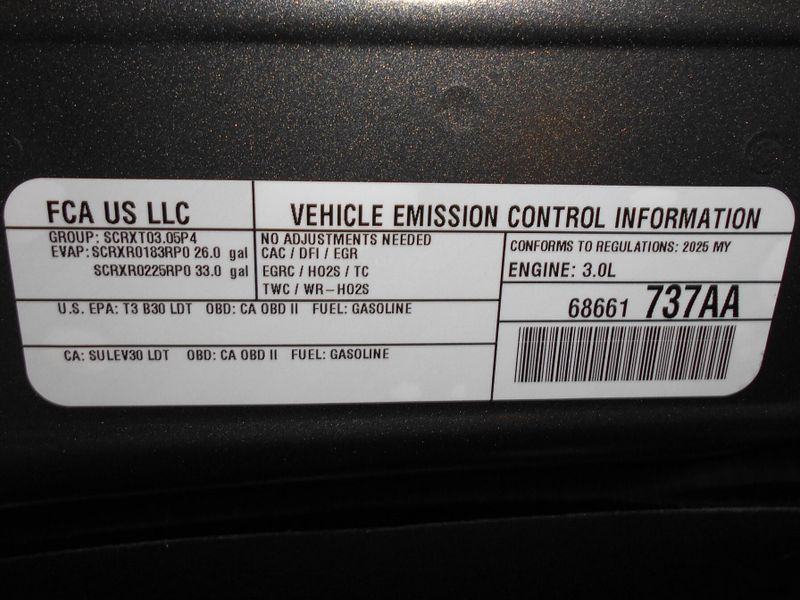 FCA US LLC
VEHICLE EMISSION CONTROL INFORMATION
GROUP: SCRXT03.05P4
EVAP:SCRXR0183RP0 26.0 gal
SCRXR0225RP0 33.0 gal
NO ADJUSTMENTS NEEDED
CAC / DFI / EGR
EGRC / HO2S / TC
TWC / WR-HO2S
CONFORMS TO REGULATIONS: 2025 MY
ENGINE: 3.0L
U.S. EPA: T3 B30 LDT OBD: CA OBD II FUEL: GASOLINE
68661 737AA
CA: SULEV30 LDT OBD: CA OBD II FUEL: GASOLINE